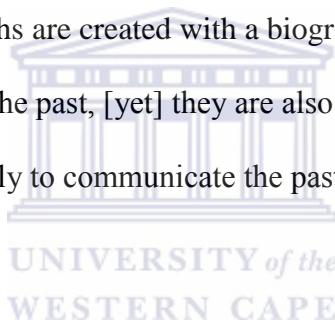 hs are created with a biogr
he past, [yet] they are also
ly to communicate the past
UNIVERSITY of the
WESTERN CAPE